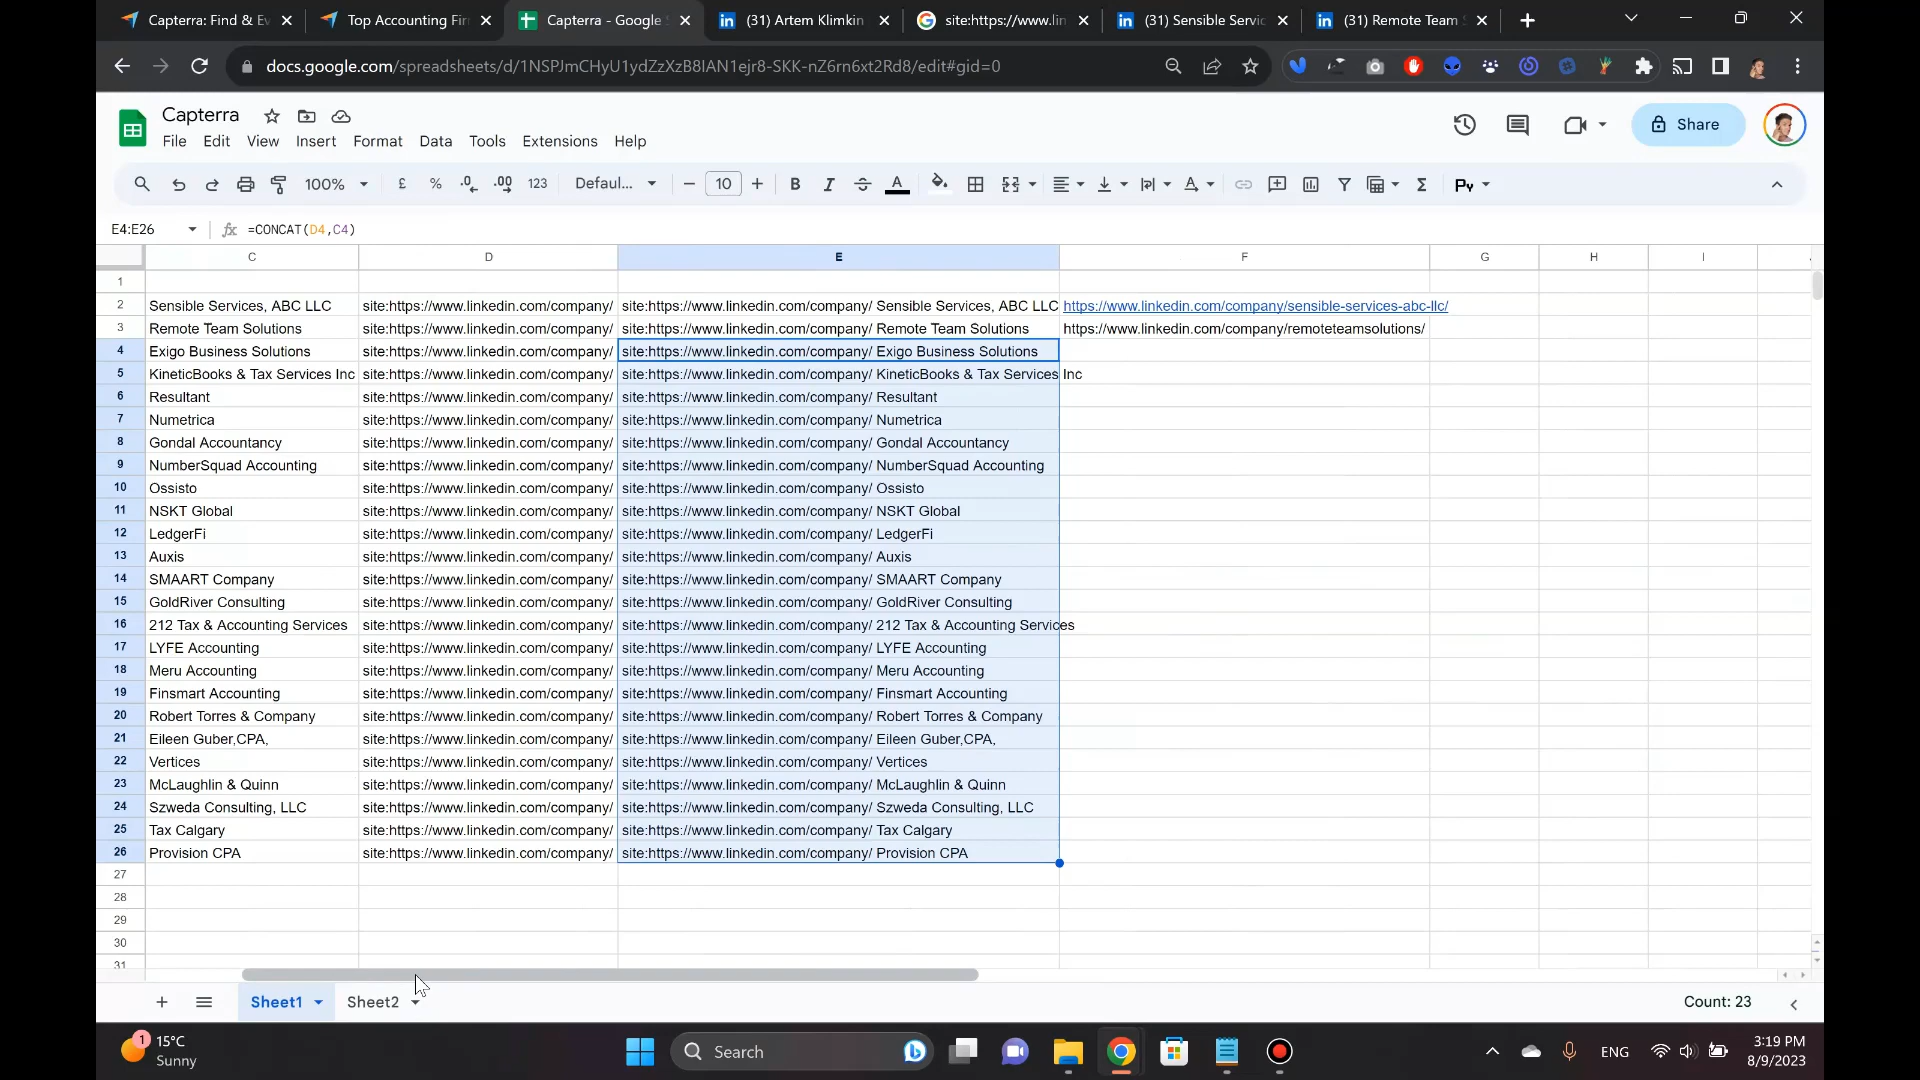 Capterra: Find & Ev
Top Accounting Fir
Capterra - Google S
(31) Artem Klimkin
site:https://www.lin
(31) Sensible Servic
(31) Remote Team S
docs.google.com/spreadsheets/d/1NSPJmCHyU1ydZzXzB8IAN1ejr8-SKK-nZ6rn6xt2Rd8/edit#gid=0
Capterra
File Edit View Insert Format Data Tools Extensions Help
Share
100% £ % .0 .00 123 Defaul... 10 B I A Σ Py
E4:E26 fx =CONCAT(D4,C4)
C D E F G H I
1
2 Sensible Services, ABC LLC site:https://www.linkedin.com/company/ site:https://www.linkedin.com/company/ Sensible Services, ABC LLC https://www.linkedin.com/company/sensible-services-abc-llc/
3 Remote Team Solutions site:https://www.linkedin.com/company/ site:https://www.linkedin.com/company/ Remote Team Solutions https://www.linkedin.com/company/remoteteamsolutions/
4 Exigo Business Solutions site:https://www.linkedin.com/company/ site:https://www.linkedin.com/company/ Exigo Business Solutions
5 KineticBooks & Tax Services Inc site:https://www.linkedin.com/company/ site:https://www.linkedin.com/company/ KineticBooks & Tax Services Inc
6 Resultant site:https://www.linkedin.com/company/ site:https://www.linkedin.com/company/ Resultant
7 Numetrica site:https://www.linkedin.com/company/ site:https://www.linkedin.com/company/ Numetrica
8 Gondal Accountancy site:https://www.linkedin.com/company/ site:https://www.linkedin.com/company/ Gondal Accountancy
9 NumberSquad Accounting site:https://www.linkedin.com/company/ site:https://www.linkedin.com/company/ NumberSquad Accounting
10 Ossisto site:https://www.linkedin.com/company/ site:https://www.linkedin.com/company/ Ossisto
11 NSKT Global site:https://www.linkedin.com/company/ site:https://www.linkedin.com/company/ NSKT Global
12 LedgerFi site:https://www.linkedin.com/company/ site:https://www.linkedin.com/company/ LedgerFi
13 Auxis site:https://www.linkedin.com/company/ site:https://www.linkedin.com/company/ Auxis
14 SMAART Company site:https://www.linkedin.com/company/ site:https://www.linkedin.com/company/ SMAART Company
15 GoldRiver Consulting site:https://www.linkedin.com/company/ site:https://www.linkedin.com/company/ GoldRiver Consulting
16 212 Tax & Accounting Services site:https://www.linkedin.com/company/ site:https://www.linkedin.com/company/ 212 Tax & Accounting Services
17 LYFE Accounting site:https://www.linkedin.com/company/ site:https://www.linkedin.com/company/ LYFE Accounting
18 Meru Accounting site:https://www.linkedin.com/company/ site:https://www.linkedin.com/company/ Meru Accounting
19 Finsmart Accounting site:https://www.linkedin.com/company/ site:https://www.linkedin.com/company/ Finsmart Accounting
20 Robert Torres & Company site:https://www.linkedin.com/company/ site:https://www.linkedin.com/company/ Robert Torres & Company
21 Eileen Guber,CPA, site:https://www.linkedin.com/company/ site:https://www.linkedin.com/company/ Eileen Guber,CPA,
22 Vertices site:https://www.linkedin.com/company/ site:https://www.linkedin.com/company/ Vertices
23 McLaughlin & Quinn site:https://www.linkedin.com/company/ site:https://www.linkedin.com/company/ McLaughlin & Quinn
24 Szweda Consulting, LLC site:https://www.linkedin.com/company/ site:https://www.linkedin.com/company/ Szweda Consulting, LLC
25 Tax Calgary site:https://www.linkedin.com/company/ site:https://www.linkedin.com/company/ Tax Calgary
26 Provision CPA site:https://www.linkedin.com/company/ site:https://www.linkedin.com/company/ Provision CPA
27
28
29
30
31
Sheet1 Sheet2 Count: 23
1 15°C
Sunny
Search
ENG
3:19 PM
8/9/2023